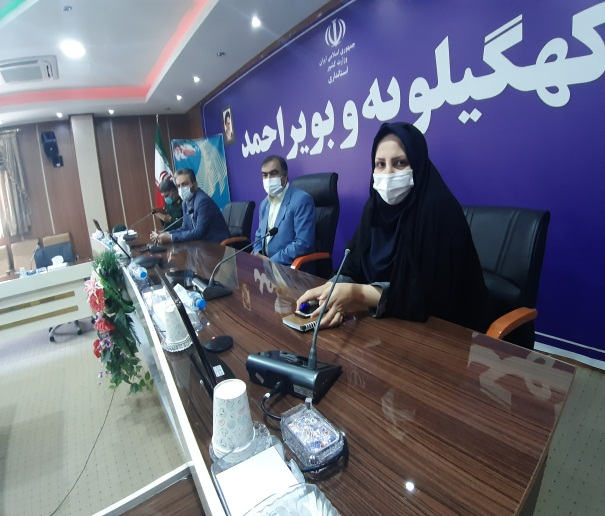 جمهوری اسلامی ایران
وزارت کشور
استانداری
کهگیلویه و بویراحمد